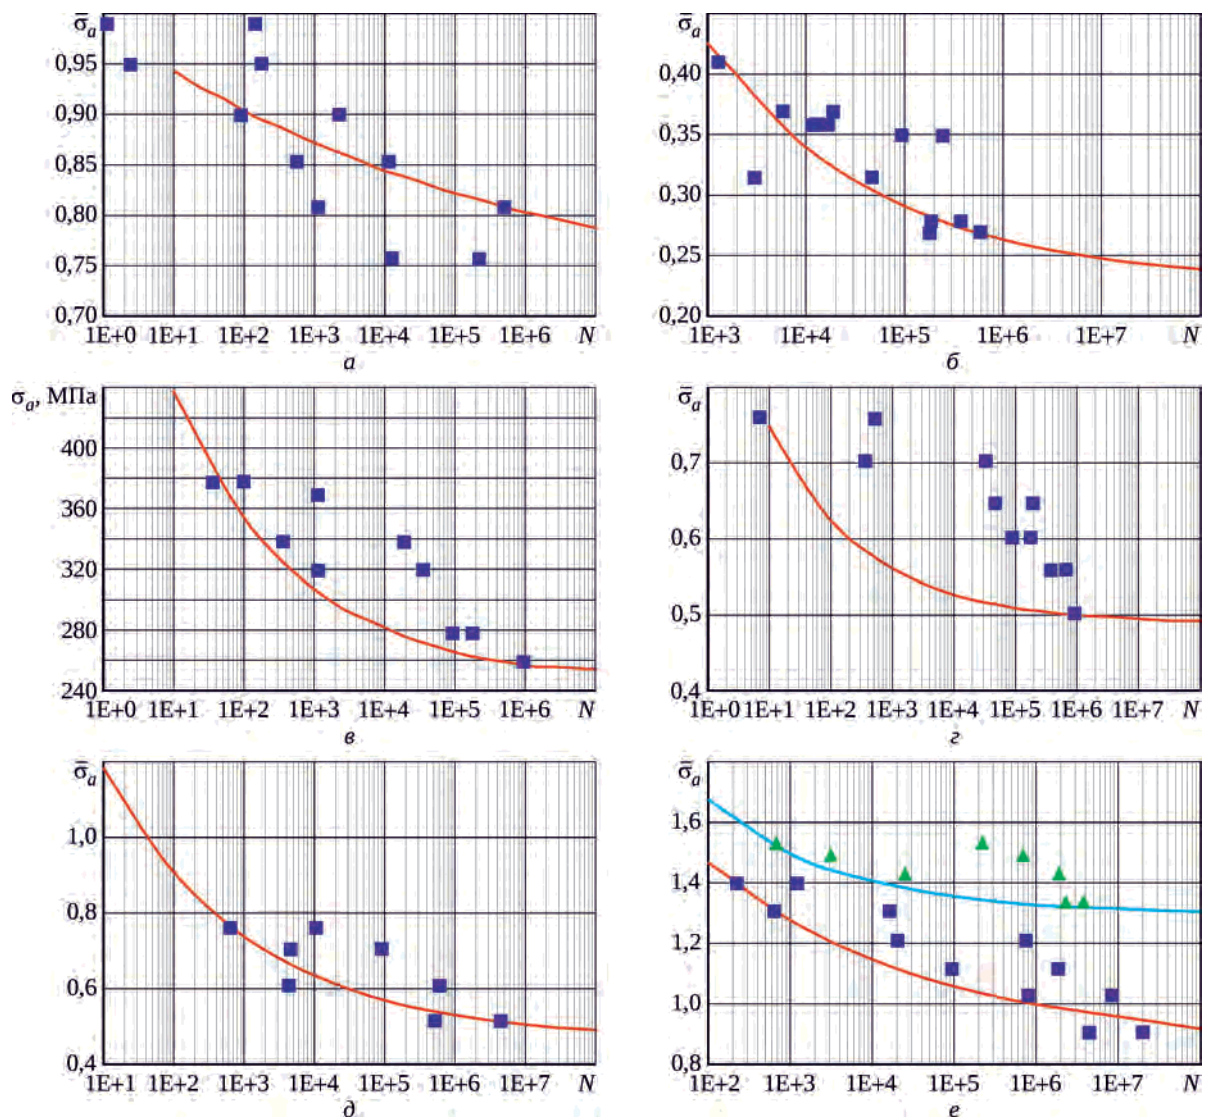 σ̄ₐ
0,95
0,90
0,85
0,80
0,75
0,70
1E+0 1E+2 1E+3 1E+4 1E+5 1E+6 N
а
σ̄ₐ
0,40
0,35
0,30
0,25
0,20
1E+3 1E+4 1E+5 1E+6 1E+7 N
б
σ̄ₐ, МПа
400
360
320
280
240
1E+0 1E+1 1E+2 1E+3 1E+4 1E+5 1E+6 N
в
σ̄ₐ
0,7
0,6
0,5
0,4
1E+0 1E+1 1E+2 1E+3 1E+4 1E+5 1E+6 1E+7 N
г
σ̄ₐ
1,0
0,8
0,6
0,4
1E+1 1E+2 1E+3 1E+4 1E+5 1E+6 1E+7 N
д
σ̄ₐ
1,6
1,4
1,2
1,0
0,8
1E+2 1E+3 1E+4 1E+5 1E+6 1E+7 N
е